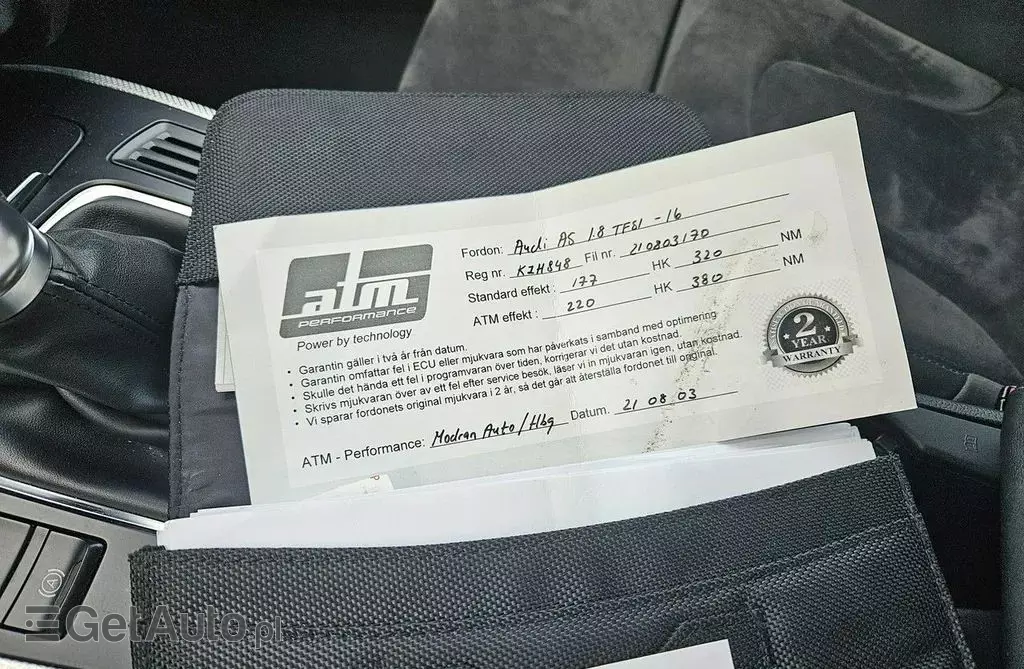 atm
PERFORMANCE
Power by technology
Fordon: Audi A5 1.8 TFSI -16
Reg nr. KZH848 Fil nr. 210803170
Standard effekt: 177 HK 320 NM
ATM effekt: 220 HK 380 NM
• Garantin gäller i två år från datum.
• Garantin omfattar fel i ECU eller mjukvara som har påverkats i samband med optimering.
• Skulle det hända ett fel i programvaran över tiden, korrigerar vi det utan kostnad.
• Skrivs mjukvaran över av ett fel efter service besök, läser vi in mjukvaran igen, utan kostnad.
• Vi sparar fordonets original mjukvara i 2 år, så det går att återställa fordonet till original.
2
YEAR
WARRANTY
ATM - Performance: Modran Auto/Hbg Datum. 21 08 03
(A)
GetAuto.pl